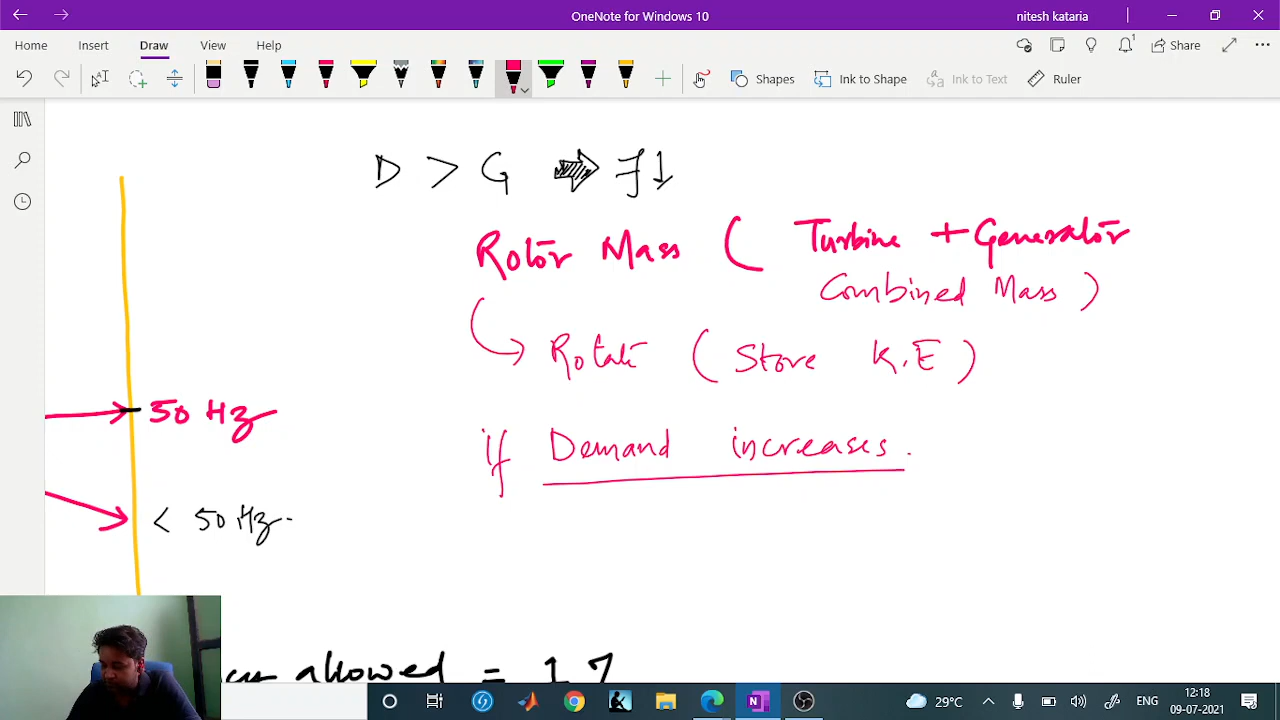 OneNote for Windows 10
nitesh kataria
Home Insert Draw View Help
Share
Shapes Ink to Shape Ink to Text Ruler
D > G
Rotor Mass ( Turbine + Generator
Combined Mass )
Rotate ( Store K.E )
if Demand increases.
50 Hz
< 50 Hz.
allowed = 1
29°C ENG 12:18
09-07-2021